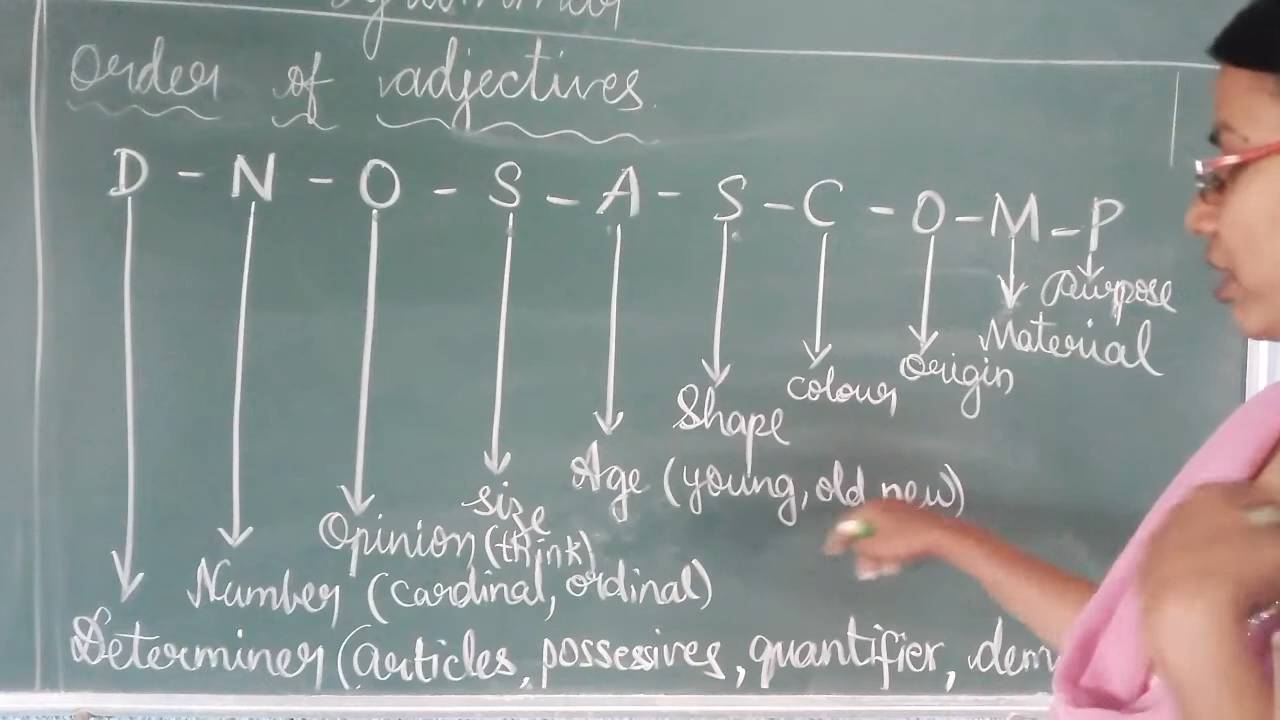 Grammar
Order of adjectives.
D - N - O - S - A - S - C - O - M - P
Purpose
Material
Origin
Colour
Shape
Age (young, old new)
Size
Opinion (think)
Number (cardinal, ordinal)
Determiner (articles, possessives, quantifier, dem